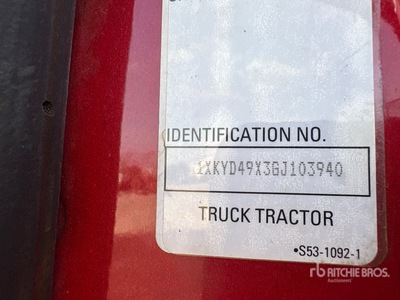 IDENTIFICATION NO.
1XKYD49X3GJ103940
TRUCK TRACTOR
•S53-1092-1
rb RITCHIE BROS.
Auctioneers